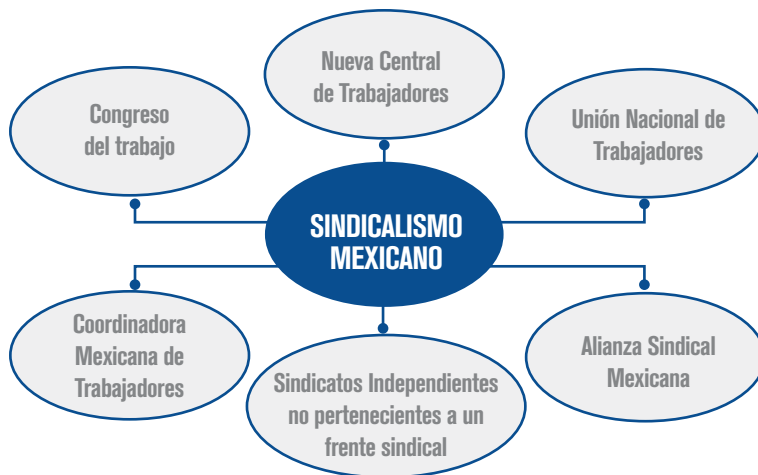 Nueva Central
de Trabajadores
Congreso
del trabajo
Unión Nacional de
Trabajadores
SINDICALISMO
MEXICANO
Coordinadora
Mexicana de
Trabajadores
Sindicatos Independientes
no pertenecientes a un
frente sindical
Alianza Sindical
Mexicana